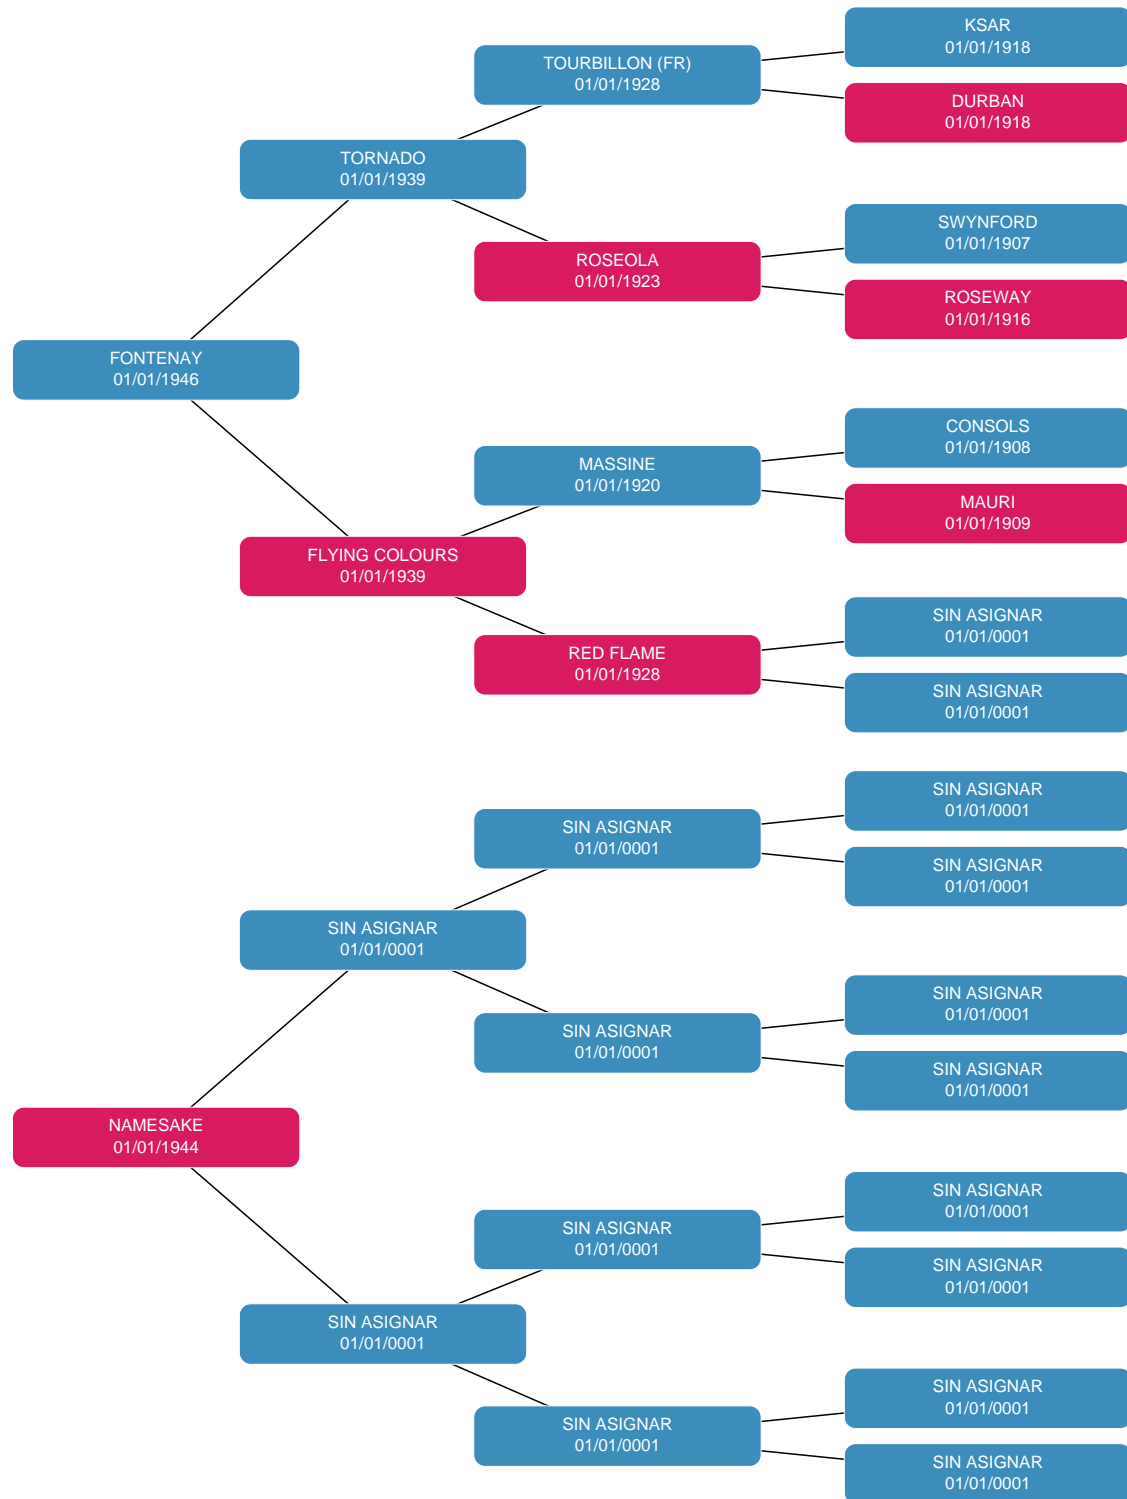 KSAR
01/01/1918
TOURBILLON (FR)
01/01/1928
DURBAN
01/01/1918
TORNADO
01/01/1939
SWYNFORD
01/01/1907
ROSEOLA
01/01/1923
ROSEWAY
01/01/1916
FONTENAY
01/01/1946
CONSOLS
01/01/1908
MASSINE
01/01/1920
MAURI
01/01/1909
FLYING COLOURS
01/01/1939
SIN ASIGNAR
01/01/0001
RED FLAME
01/01/1928
SIN ASIGNAR
01/01/0001
SIN ASIGNAR
01/01/0001
SIN ASIGNAR
01/01/0001
SIN ASIGNAR
01/01/0001
SIN ASIGNAR
01/01/0001
SIN ASIGNAR
01/01/0001
SIN ASIGNAR
01/01/0001
SIN ASIGNAR
01/01/0001
NAMESAKE
01/01/1944
SIN ASIGNAR
01/01/0001
SIN ASIGNAR
01/01/0001
SIN ASIGNAR
01/01/0001
SIN ASIGNAR
01/01/0001
SIN ASIGNAR
01/01/0001
SIN ASIGNAR
01/01/0001
SIN ASIGNAR
01/01/0001